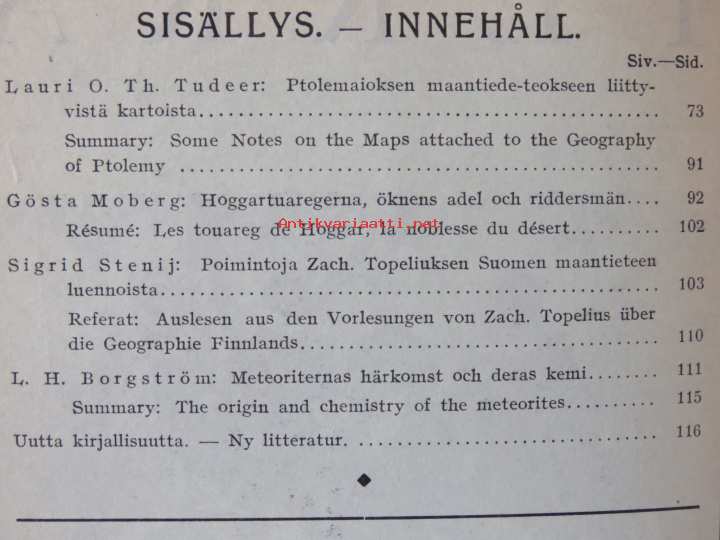 SISÄLLYS. — INNEHÅLL.
Siv.—Sid.
Lauri O. Th. Tudeer: Ptolemaioksen maantiede-teokseen liitty-
vistä kartoista................................................ 73
Summary: Some Notes on the Maps attached to the Geography
of Ptolemy ................................................ 91
Gösta Moberg: Hoggartuaregerna, öknens adel och riddersmän.... 92
Antikvariaatti.net
Résumé: Les touareg de Hoggar, la noblesse du désert.......... 102
Sigrid Stenij: Poimintoja Zach. Topeliuksen Suomen maantieteen
luennoista.................................................... 103
Referat: Auslesen aus den Vorlesungen von Zach. Topelius über
die Geographie Finnlands...................................... 110
L. H. Borgström: Meteoriternas härkomst och deras kemi........ 111
Summary: The origin and chemistry of the meteorites.......... 115
Uutta kirjallisuutta. — Ny litteratur. ................................ 116